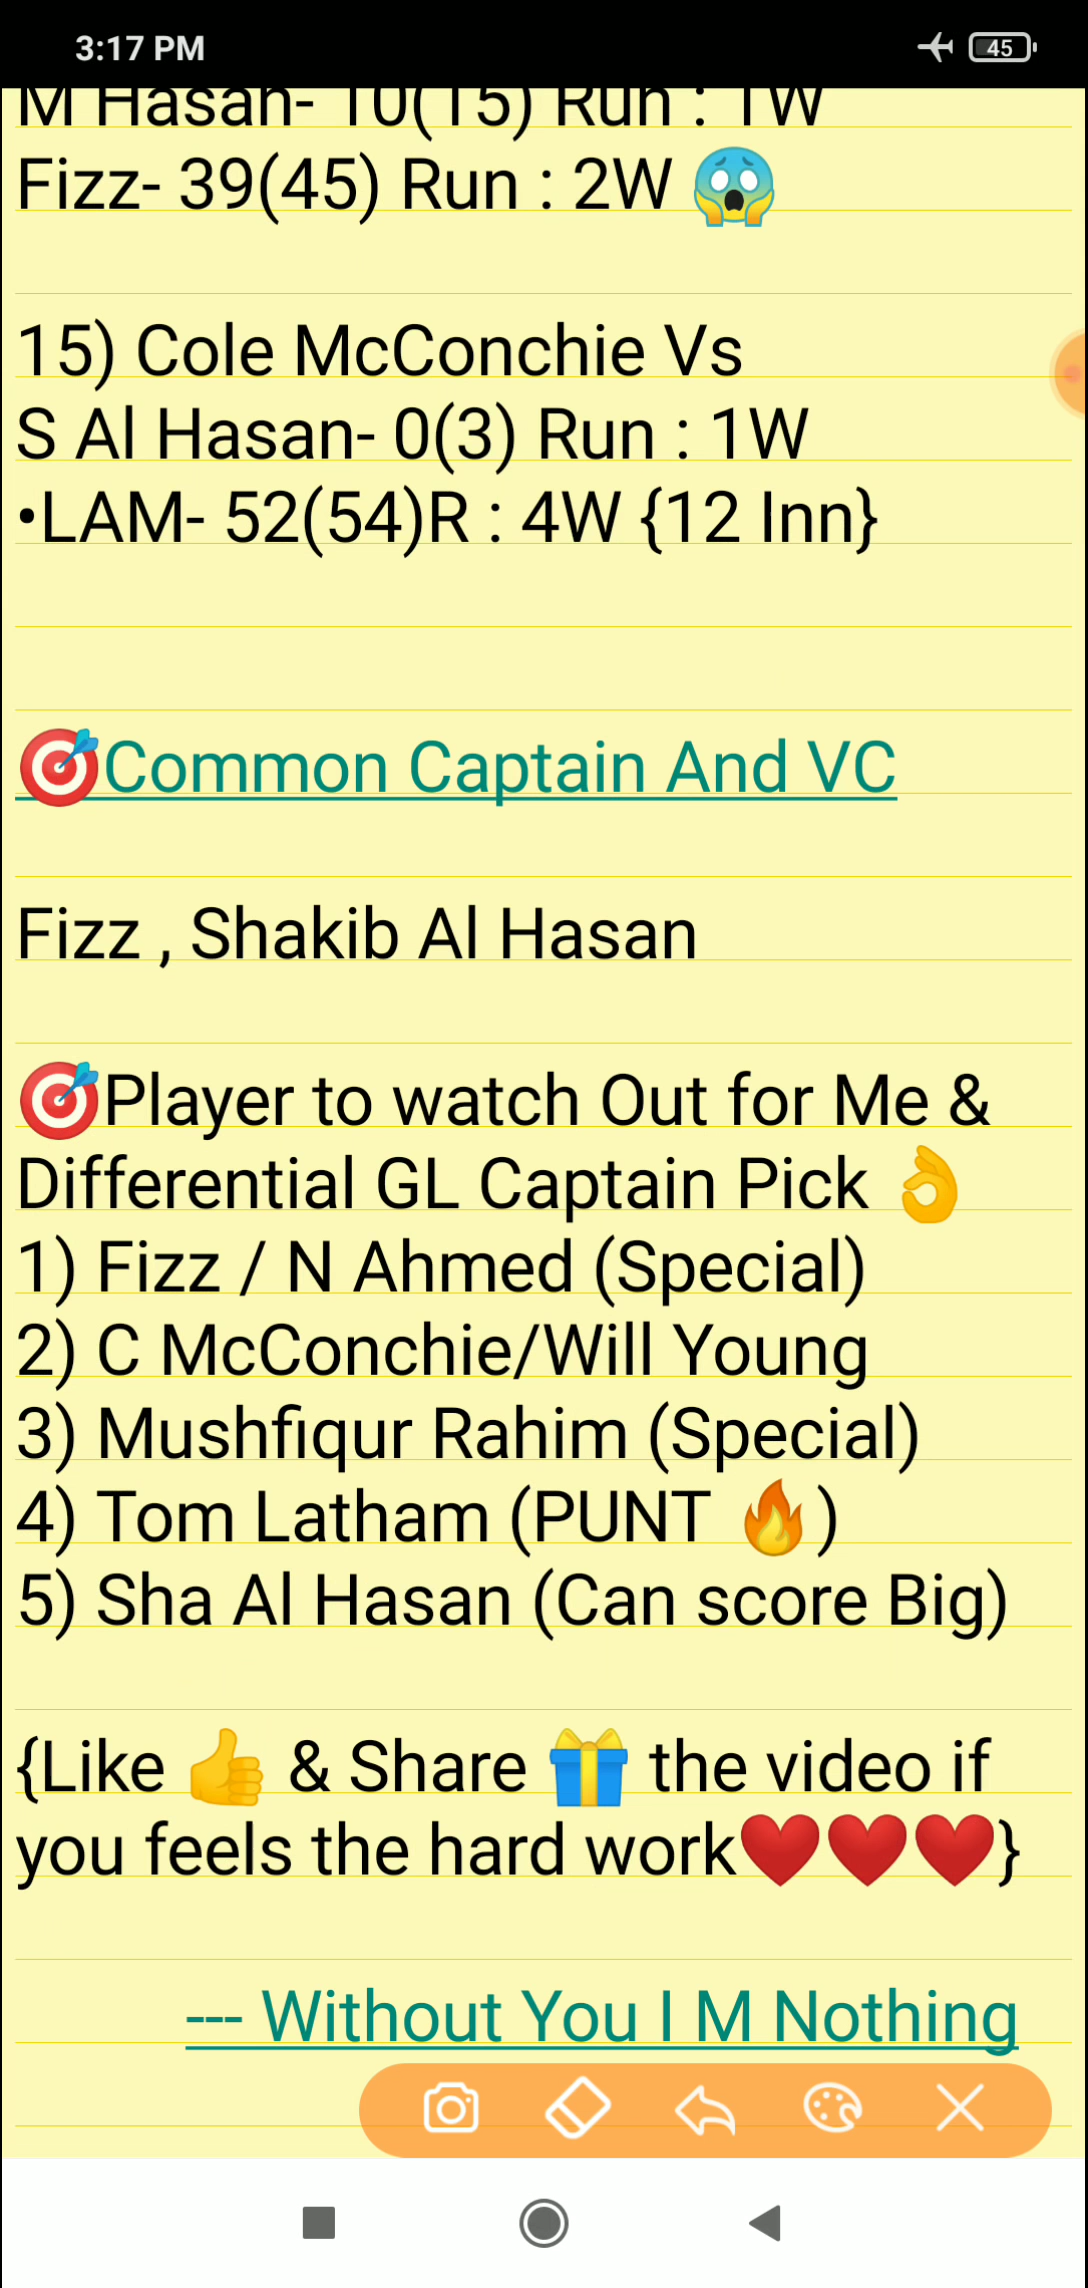 3:17 PM
45
M Hasan- 10(15) Run : 1W
Fizz- 39(45) Run : 2W 😱
15) Cole McConchie Vs
S Al Hasan- 0(3) Run : 1W
•LAM- 52(54)R : 4W {12 Inn}
🎯Common Captain And VC
Fizz , Shakib Al Hasan
🎯Player to watch Out for Me &
Differential GL Captain Pick 👌
1) Fizz / N Ahmed (Special)
2) C McConchie/Will Young
3) Mushfiqur Rahim (Special)
4) Tom Latham (PUNT 🔥)
5) Sha Al Hasan (Can score Big)
{Like 👍 & Share 🎁 the video if
you feels the hard work❤️❤️❤️}
--- Without You I M Nothing